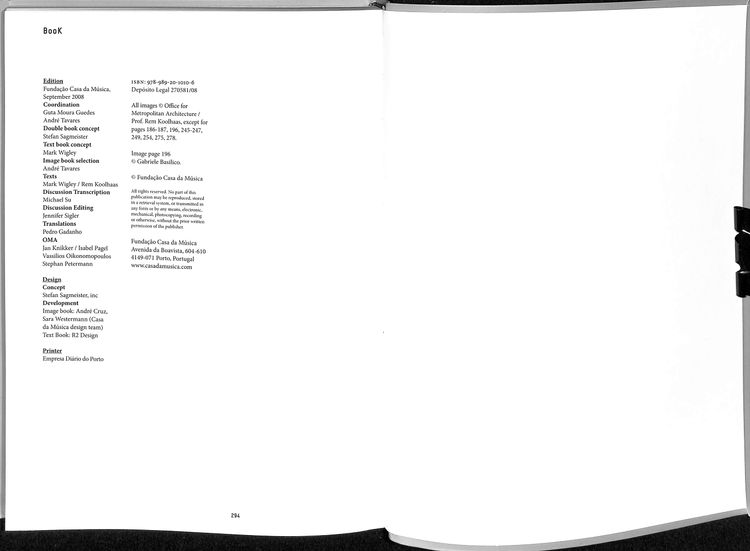 BooK
Edition
Fundação Casa da Música,
September 2008
Coordination
Guta Moura Guedes
André Tavares
Double book concept
Stefan Sagmeister
Text book concept
Mark Wigley
Image book selection
André Tavares
Texts
Mark Wigley / Rem Koolhaas
Discussion Transcription
Michael Su
Discussion Editing
Jennifer Sigler
Translations
Pedro Gadanho
OMA
Jan Knikker / Isabel Pagel
Vassilios Oikonomopoulos
Stephan Petermann
Design
Concept
Stefan Sagmeister, inc
Development
Image book: André Cruz,
Sara Westermann (Casa
da Música design team)
Text Book: R2 Design
Printer
Empresa Diário do Porto
ISBN: 978-989-20-1010-6
Depósito Legal 270581/08
All images © Office for
Metropolitan Architecture /
Prof. Rem Koolhaas, except for
pages 186-187, 196, 245-247,
249, 254, 275, 278.
Image page 196
© Gabriele Basilico.
© Fundação Casa da Música
All rights reserved. No part of this
publication may be reproduced, stored
in a retrieval system, or transmitted in
any form or by any means, electronic,
mechanical, photocopying, recording
or otherwise, without the prior written
permission of the publisher.
Fundação Casa da Música
Avenida da Boavista, 604-610
4149-071 Porto, Portugal
www.casadamusica.com
294